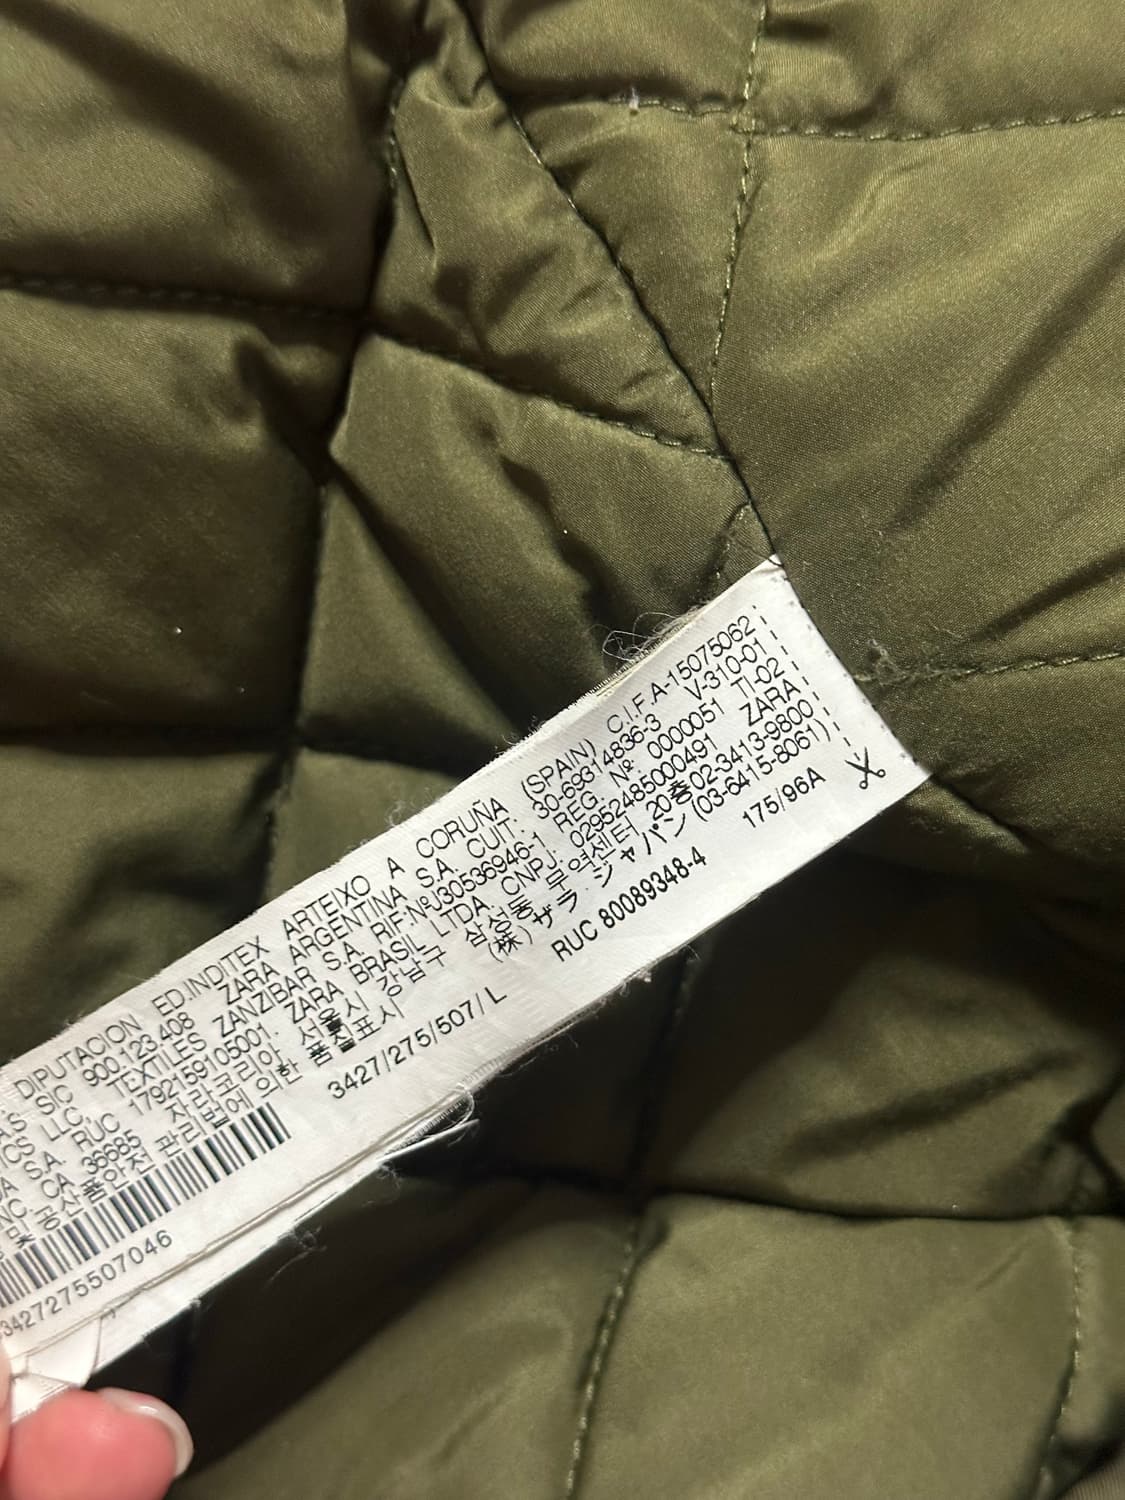 DIPUTACION ED.INDITEX ARTEIXO A CORUÑA (SPAIN) C.I.F.A-15075062
SIC 900.123.408 ZARA ARGENTINA S.A. CUIT: 30-69314836-3 V-310-01
LLC, TEXTILES ZANZIBAR S.A. RIF-NºJ30536946-1 REG. Nº. 0000051 TI-02
S.A RUC 1792159105001. ZARA BRASIL LTDA. CNPJ. 02952485000491 ZARA
CA 36685 자라코리아 서울시 강남구 삼성동 무역센터 20층02-3413-9800
및 공산품안전 관리법에 의한 품질표시 (株)ザラ・ジャパン(03-6415-8061)
3427/275/507/L RUC 80089348-4 175/96A
3427275507046